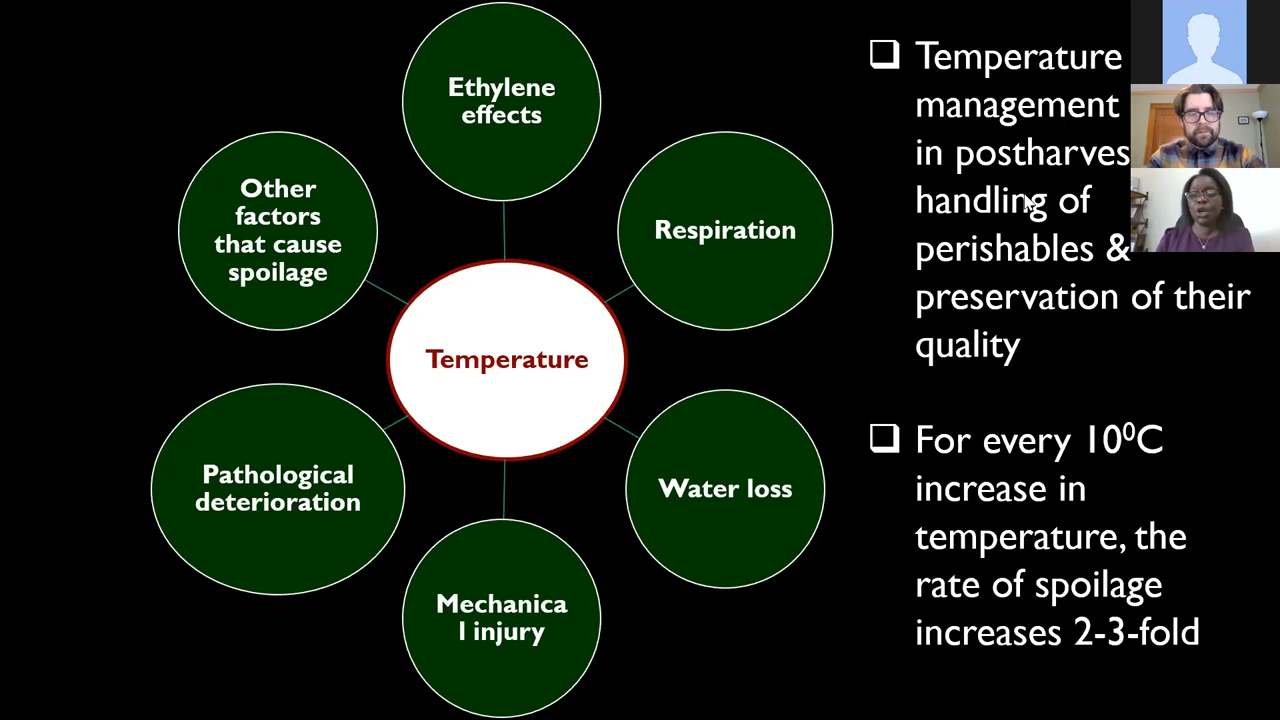 Ethylene
effects
Other
factors
that cause
spoilage
Respiration
Temperature
Pathological
deterioration
Water loss
Mechanica
l injury
❑ Temperature
management
in postharves
handling of
perishables &
preservation of their
quality
❑ For every 10⁰C
increase in
temperature, the
rate of spoilage
increases 2-3-fold